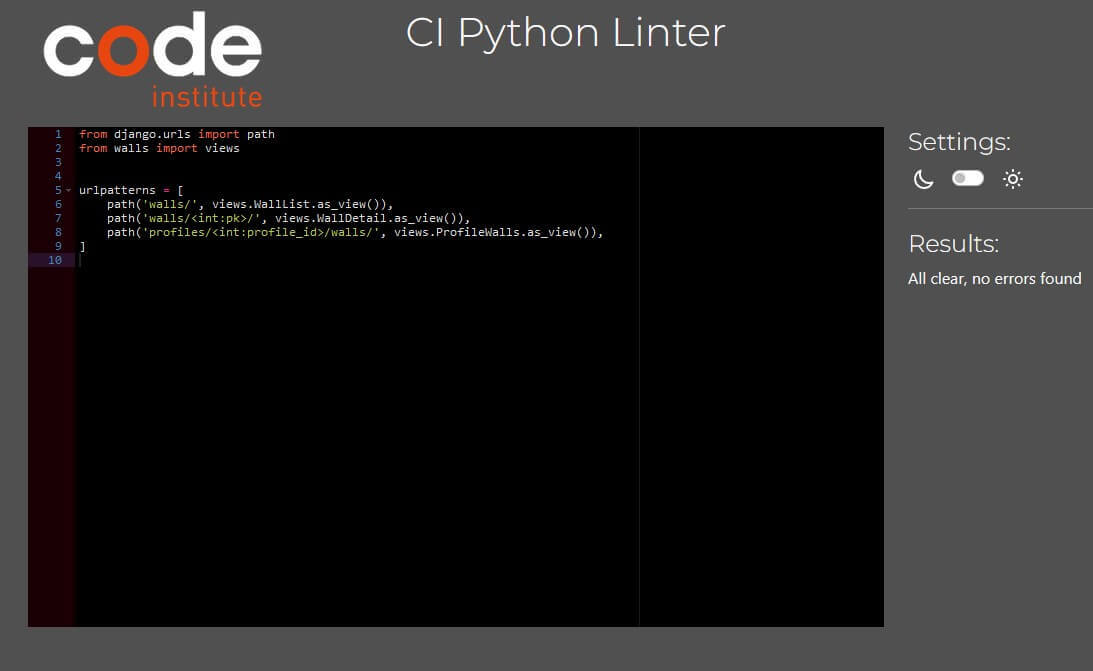 code
institute
CI Python Linter
1 from django.urls import path
2 from walls import views
3
4
5 urlpatterns = [
6     path('walls/', views.WallList.as_view()),
7     path('walls/<int:pk>/', views.WallDetail.as_view()),
8     path('profiles/<int:profile_id>/walls/', views.ProfileWalls.as_view()),
9 ]
10
Settings:
Results:
All clear, no errors found